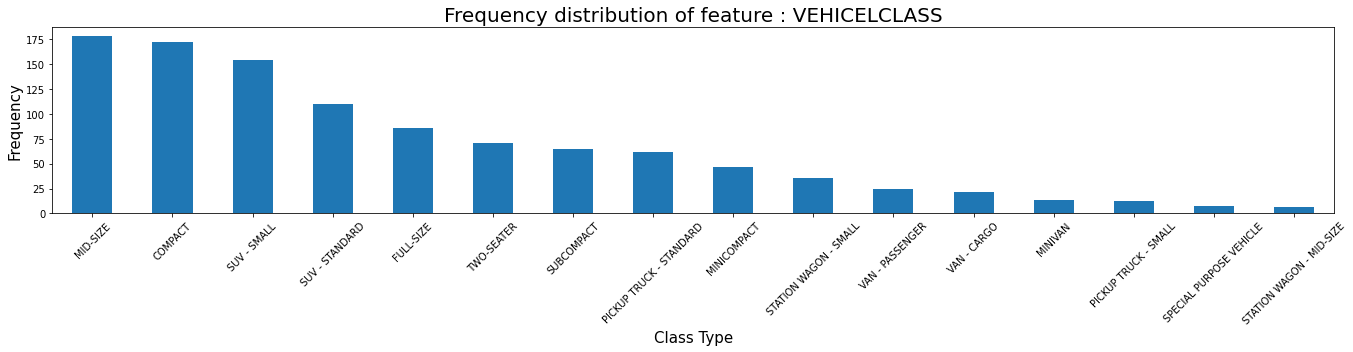 Frequency distribution of feature : VEHICELCLASS
175
150
125
100
75
50
25
0
Frequency
MID-SIZE
COMPACT
SUV - SMALL
SUV - STANDARD
FULL-SIZE
TWO-SEATER
SUBCOMPACT
PICKUP TRUCK - STANDARD
MINICOMPACT
STATION WAGON - SMALL
VAN - PASSENGER
VAN - CARGO
MINIVAN
PICKUP TRUCK - SMALL
SPECIAL PURPOSE VEHICLE
STATION WAGON - MID-SIZE
Class Type